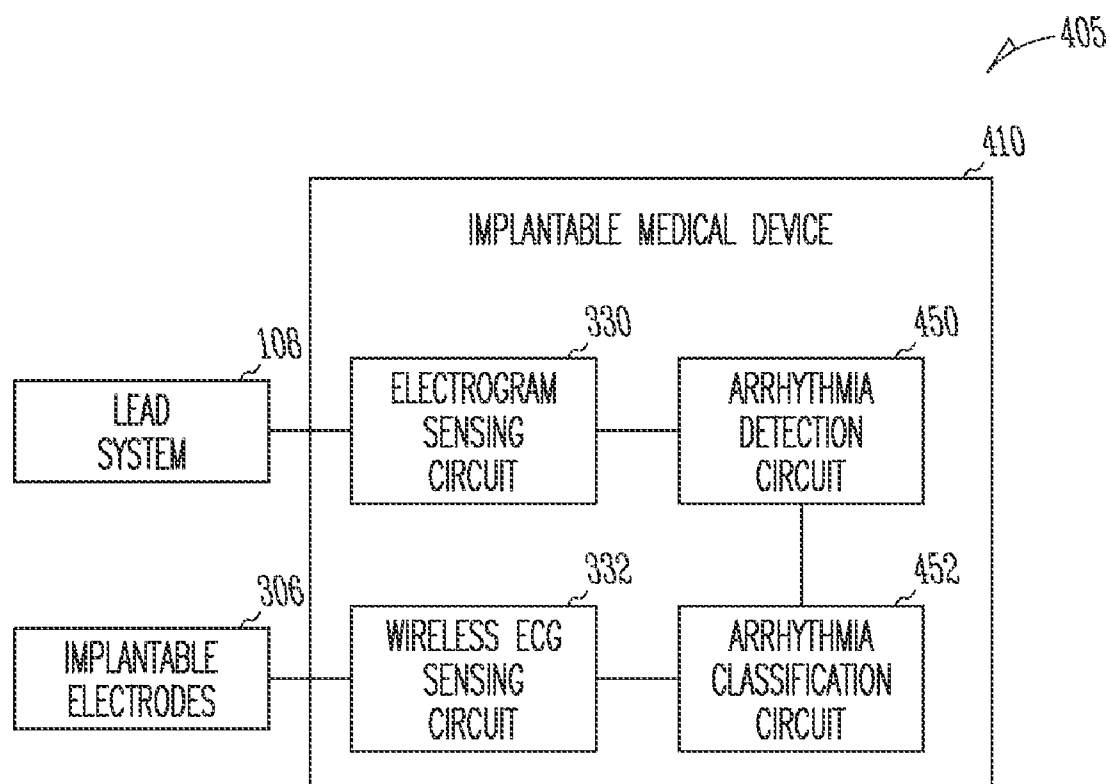 405
410
IMPLANTABLE MEDICAL DEVICE
108
LEAD
SYSTEM
330
ELECTROGRAM
SENSING
CIRCUIT
450
ARRHYTHMIA
DETECTION
CIRCUIT
306
IMPLANTABLE
ELECTRODES
332
WIRELESS ECG
SENSING
CIRCUIT
452
ARRHYTHMIA
CLASSIFICATION
CIRCUIT